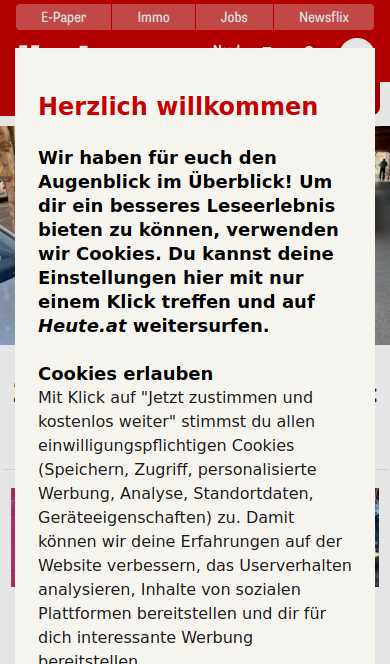 E-Paper
Immo
Jobs
Newsflix
Herzlich willkommen
Wir haben für euch den
Augenblick im Überblick! Um
dir ein besseres Leseerlebnis
bieten zu können, verwenden
wir Cookies. Du kannst deine
Einstellungen hier mit nur
einem Klick treffen und auf
Heute.at weitersurfen.
Cookies erlauben
Mit Klick auf "Jetzt zustimmen und
kostenlos weiter" stimmst du allen
einwilligungspflichtigen Cookies
(Speichern, Zugriff, personalisierte
Werbung, Analyse, Standortdaten,
Geräteeigenschaften) zu. Damit
können wir deine Erfahrungen auf der
Website verbessern, das Userverhalten
analysieren, Inhalte von sozialen
Plattformen bereitstellen und dir für
dich interessante Werbung
bereitstellen